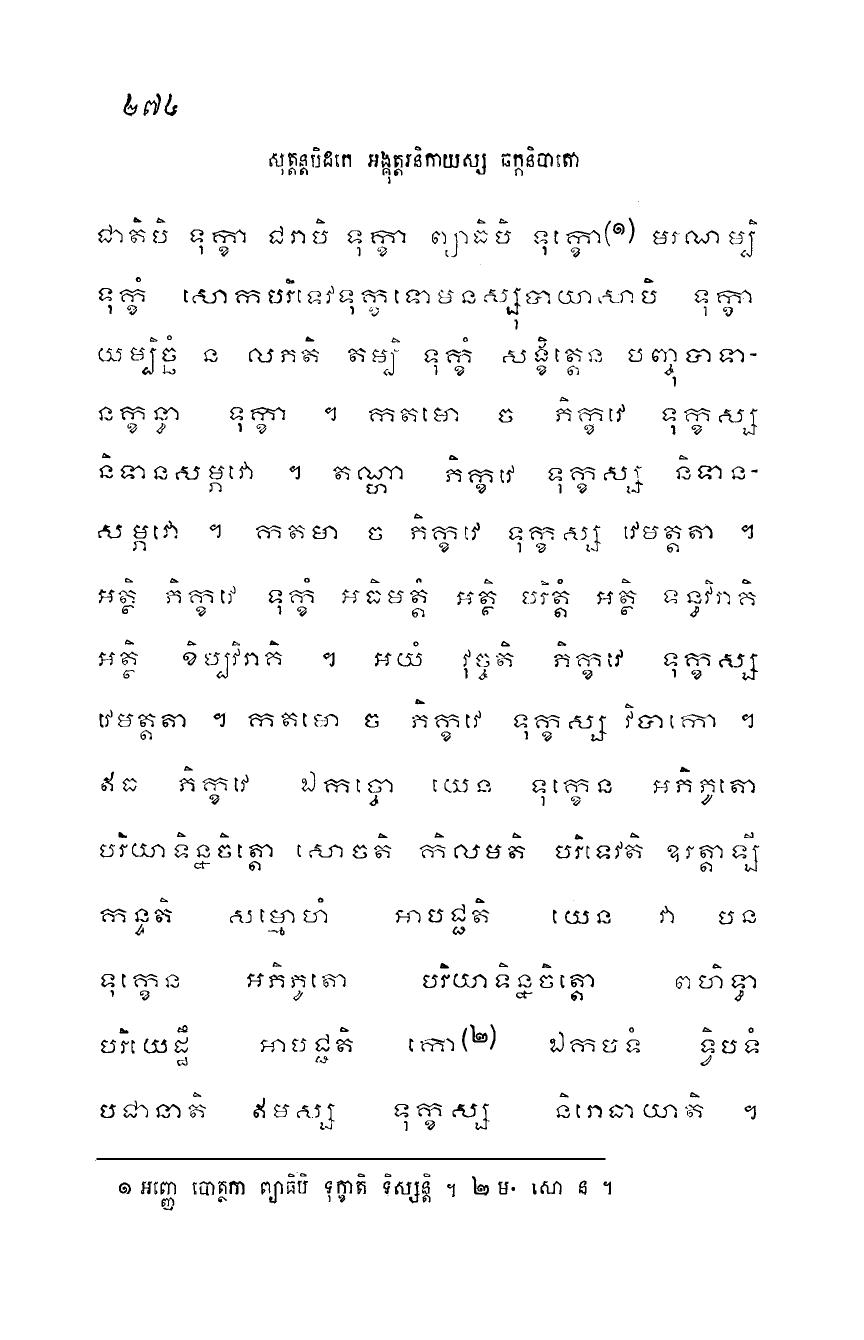 ២៧៤
សុត្តន្តបិដកេ អង្គុត្តរនិកាយស្ស ឆក្កនិបាតោ
ជាតិបិ ទុក្ខា ជរាបិ ទុក្ខា ព្យាធិបិ ទុក្ខោ(១) មរណម្បិ
ទុក្ខំ សោកបរិទេវទុក្ខទោមនស្សុបាយាសាបិ ទុក្ខា
យម្បិច្ឆំ ន លភតិ តម្បិ ទុក្ខំ សង្ខិត្តេន បញ្ចុបាទា-
នក្ខន្ធា ទុក្ខា ។ កតមោ ច ភិក្ខវេ ទុក្ខស្ស
និទានសម្ភវោ ។ តណ្ហា ភិក្ខវេ ទុក្ខស្ស និទាន-
សម្ភវោ ។ កតមា ច ភិក្ខវេ ទុក្ខស្ស វេមត្តតា ។
អត្ថិ ភិក្ខវេ ទុក្ខំ អធិមត្តំ អត្ថិ បរិត្តំ អត្ថិ ទន្ធវិរាគិ
អត្ថិ ខិប្បវិរាគិ ។ អយំ វុច្ចតិ ភិក្ខវេ ទុក្ខស្ស
វេមត្តតា ។ កតមោ ច ភិក្ខវេ ទុក្ខស្ស វិបាកោ ។
ឥធ ភិក្ខវេ ឯកច្ចោ យេន ទុក្ខេន អភិភូតោ
បរិយាទិន្នចិត្តោ សោចតិ កិលមតិ បរិទេវតិ ឧរត្តាឡី
កន្ទតិ សម្មោហំ អាបជ្ជតិ យេន វា បន
ទុក្ខេន អភិភូតោ បរិយាទិន្នចិត្តោ ពហិទ្ធា
បរិយេដ្ឋឹ អាបជ្ជតិ កោ(២) ឯកបទំ ទ្វិបទំ
បជានាតិ ឥមស្ស ទុក្ខស្ស និរោធាយាតិ ។
១ អញ្ញេ បោត្ថកា ព្យាធិបិ ទុក្ខាតិ ទិស្សន្តិ ។ ២ ម. សោ ន ។